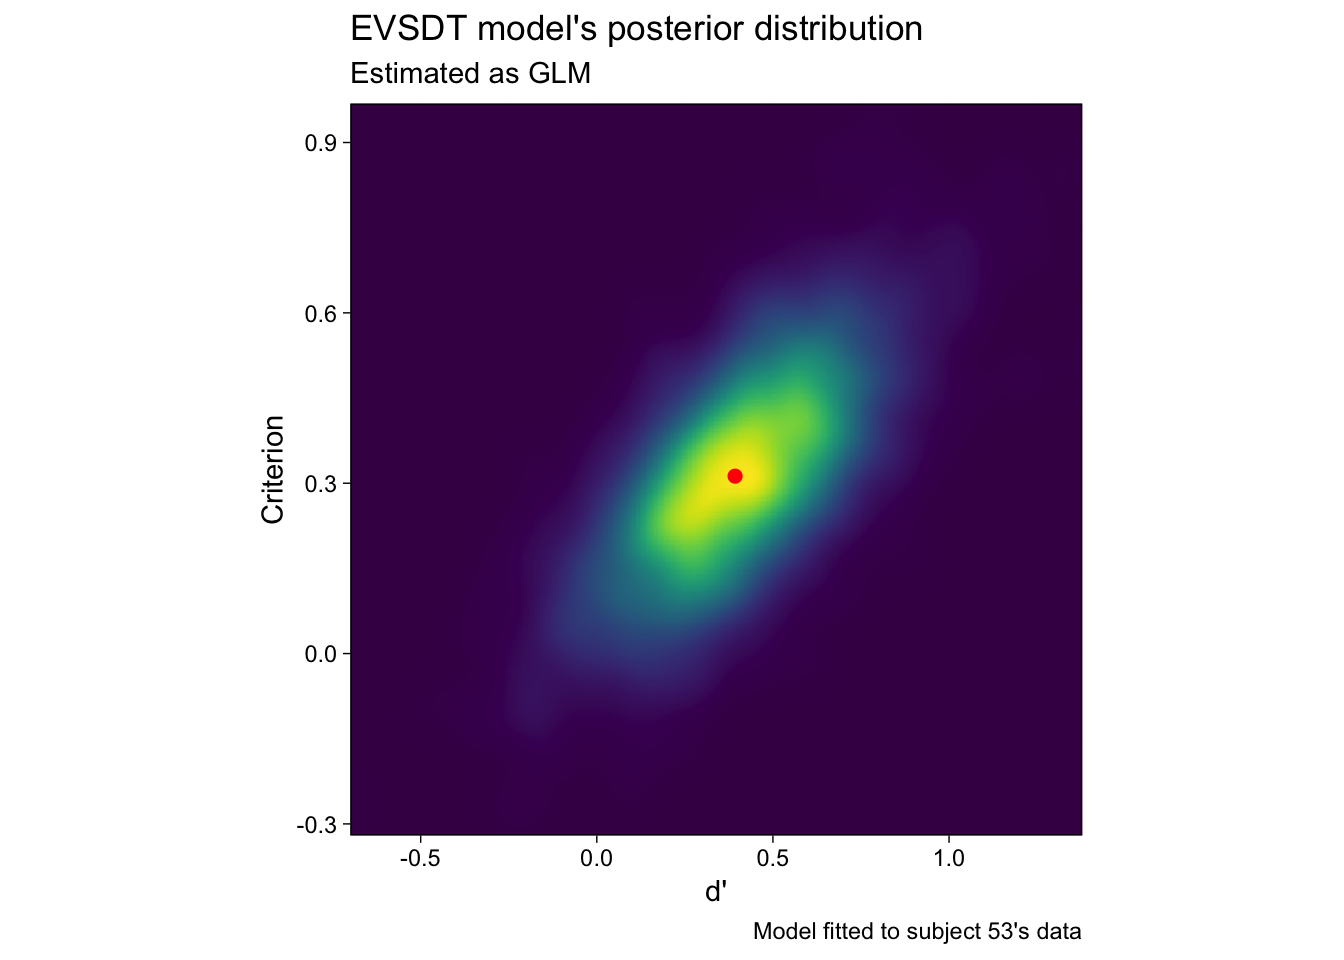 EVSDT model's posterior distribution
Estimated as GLM
0.9
0.6
0.3
0.0
-0.3
Criterion
-0.5 0.0 0.5 1.0
d'
Model fitted to subject 53's data